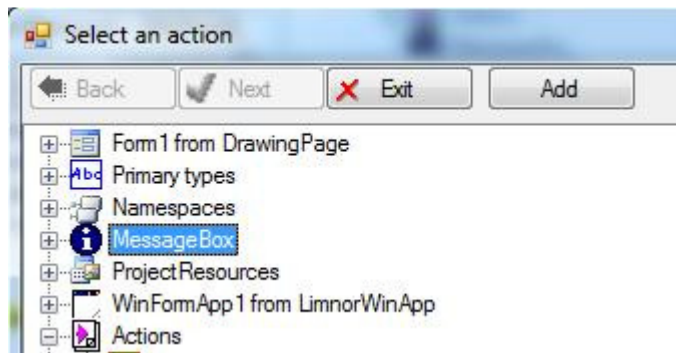 Select an action
Back Next Exit Add
Form1 from DrawingPage
Abc Primary types
Namespaces
MessageBox
ProjectResources
WinFormApp1 from LimnorWinApp
Actions